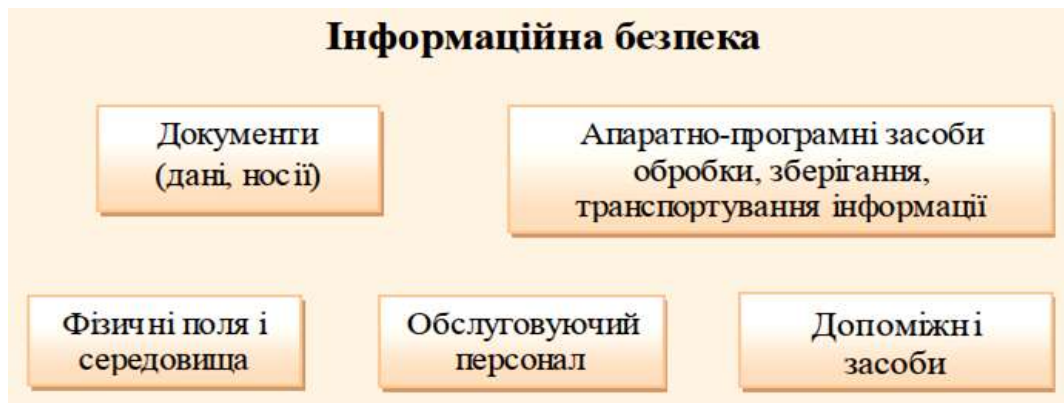 Інформаційна безпека
Документи
(дані, носії)
Апаратно-програмні засоби
обробки, зберігання,
транспортування інформації
Фізичні поля і
середовища
Обслуговуючий
персонал
Допоміжні
засоби